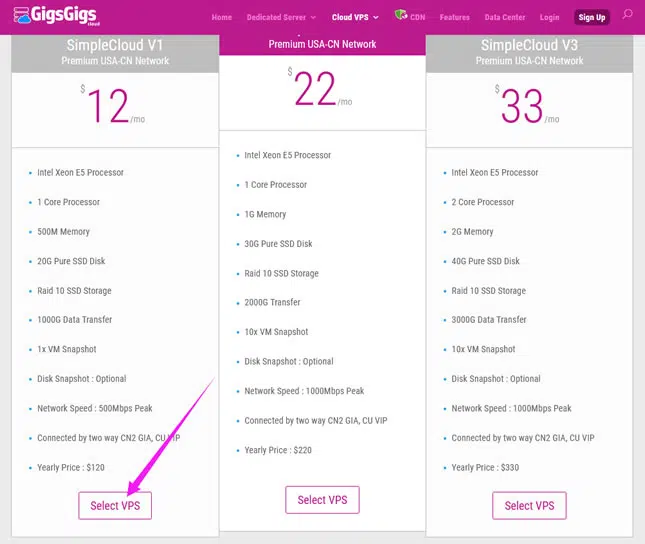 GigsGigs
cloud
Home
Dedicated Server
Cloud VPS
CDN
Features
Data Center
Login
Sign Up
SimpleCloud V1
Premium USA-CN Network
$
12
/mo
Intel Xeon E5 Processor
1 Core Processor
500M Memory
20G Pure SSD Disk
Raid 10 SSD Storage
1000G Data Transfer
1x VM Snapshot
Disk Snapshot : Optional
Network Speed : 500Mbps Peak
Connected by two way CN2 GIA, CU VIP
Yearly Price : $120
Select VPS
Premium USA-CN Network
$
22
/mo
Intel Xeon E5 Processor
1 Core Processor
1G Memory
30G Pure SSD Disk
Raid 10 SSD Storage
2000G Transfer
10x VM Snapshot
Disk Snapshot : Optional
Network Speed : 1000Mbps Peak
Connected by two way CN2 GIA, CU VIP
Yearly Price : $220
Select VPS
SimpleCloud V3
Premium USA-CN Network
$
33
/mo
Intel Xeon E5 Processor
2 Core Processor
2G Memory
40G Pure SSD Disk
Raid 10 SSD Storage
3000G Data Transfer
10x VM Snapshot
Disk Snapshot : Optional
Network Speed : 1000Mbps Peak
Connected by two way CN2 GIA, CU VIP
Yearly Price : $330
Select VPS